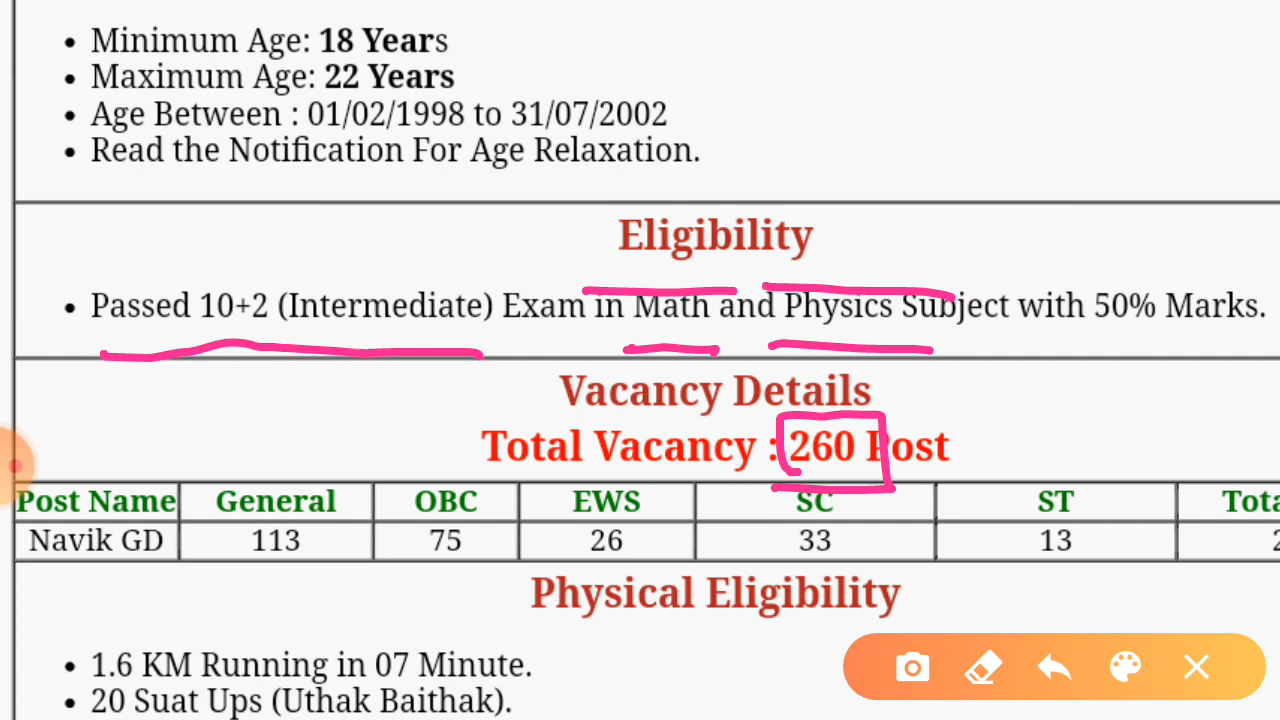 Minimum Age: 18 Years
Maximum Age: 22 Years
Age Between : 01/02/1998 to 31/07/2002
Read the Notification For Age Relaxation.
Eligibility
Passed 10+2 (Intermediate) Exam in Math and Physics Subject with 50% Marks.
Vacancy Details
Total Vacancy : 260 Post
Post Name General OBC EWS SC ST
Navik GD 113 75 26 33 13
Physical Eligibility
1.6 KM Running in 07 Minute.
20 Suat Ups (Uthak Baithak).